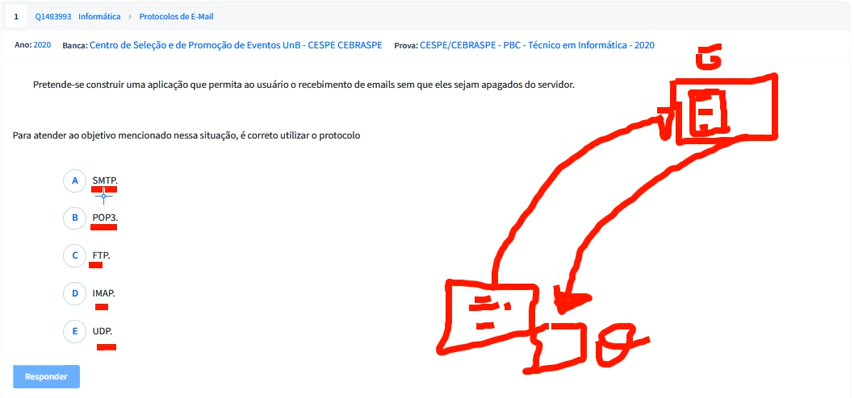 1 Q1483993 Informática > Protocolos de E-Mail
Ano: 2020 Banca: Centro de Seleção e de Promoção de Eventos UnB - CESPE CEBRASPE Prova: CESPE/CEBRASPE - PBC - Técnico em Informática - 2020
Pretende-se construir uma aplicação que permita ao usuário o recebimento de emails sem que eles sejam apagados do servidor.
Para atender ao objetivo mencionado nessa situação, é correto utilizar o protocolo
A SMTP.
B POP3.
C FTP.
D IMAP.
E UDP.
Responder